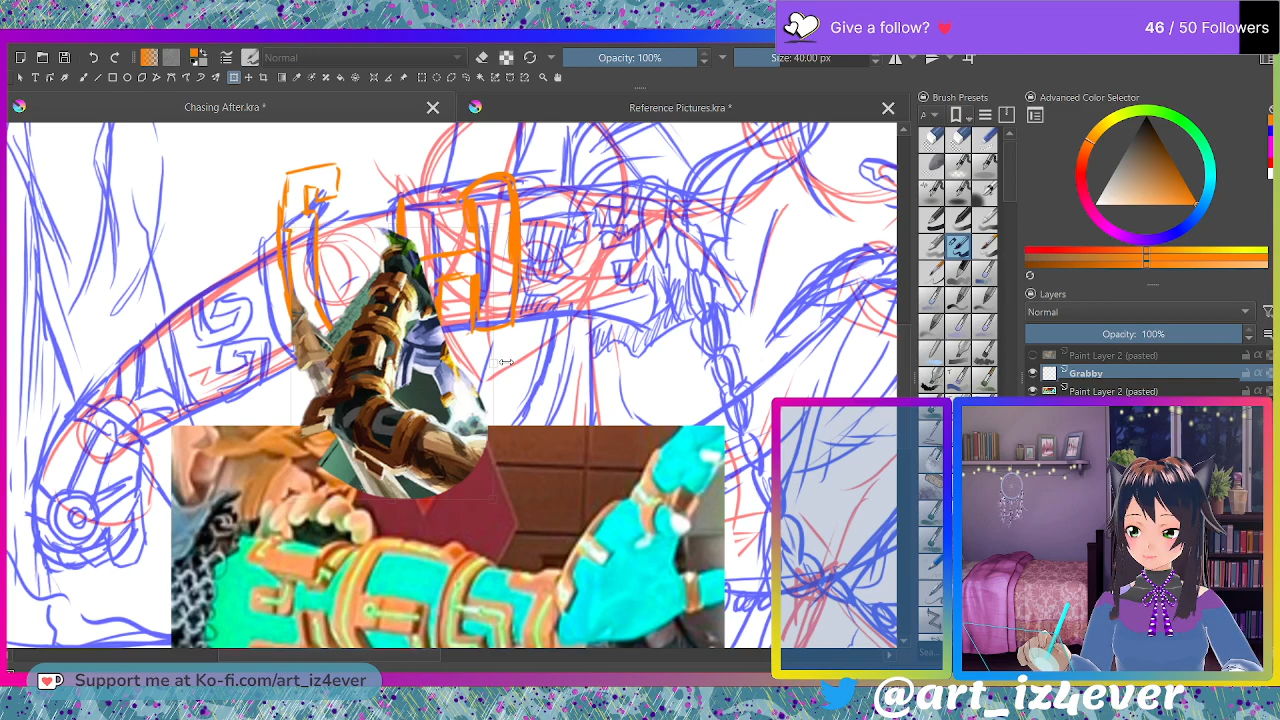 Give a follow?
46 / 50 Followers
Normal
Opacity: 100%
Size: 40.00 px
Chasing After.kra *
Reference Pictures.kra *
Brush Presets
Advanced Color Selector
A
Layers
Normal
Opacity: 100%
Paint Layer 2 (pasted)
Grabby
Paint Layer 2 (pasted)
Sea...
Support me at Ko-fi.com/art_iz4ever
@art_iz4ever